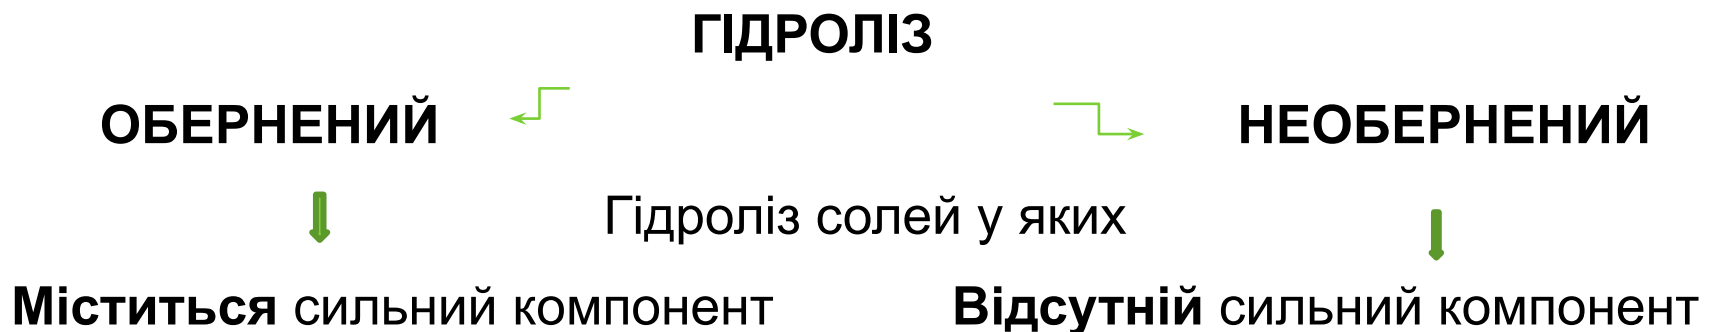 ГІДРОЛІЗ
ОБЕРНЕНИЙ НЕОБЕРНЕНИЙ
Гідроліз солей у яких
Міститься сильний компонент Відсутній сильний компонент